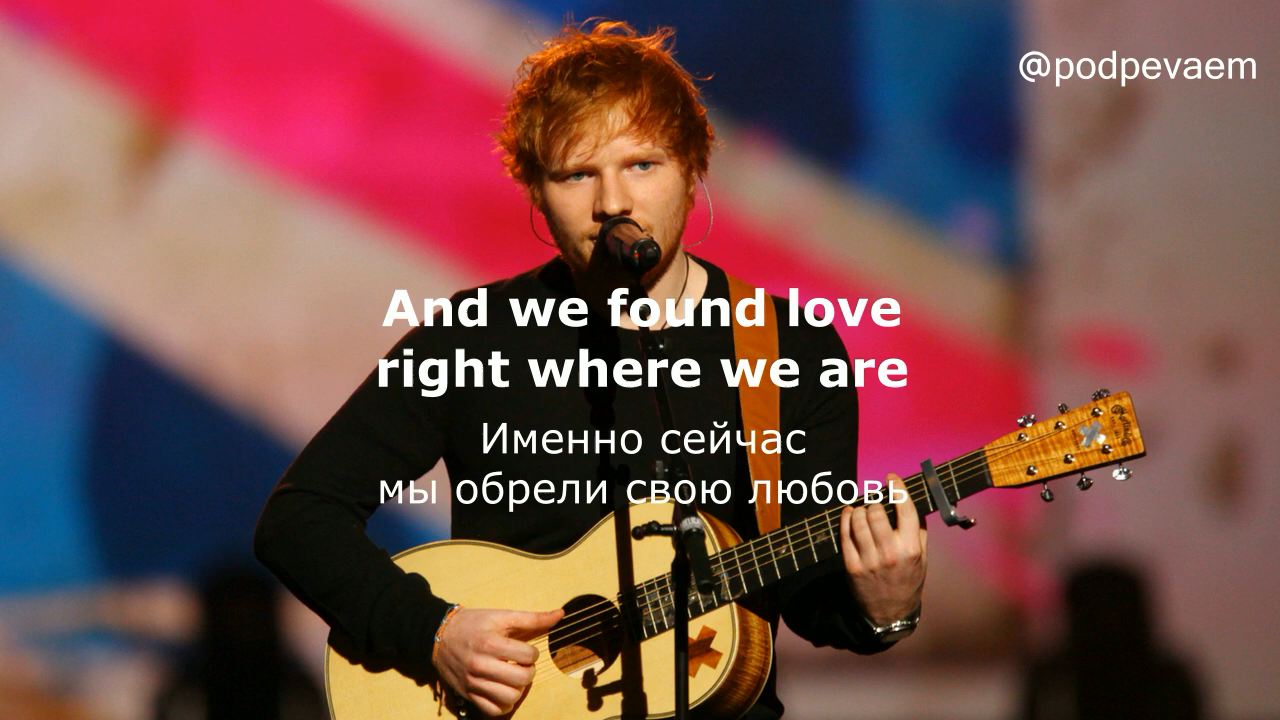 @podpevaem
And we found love
right where we are
Именно сейчас
мы обрели свою любовь